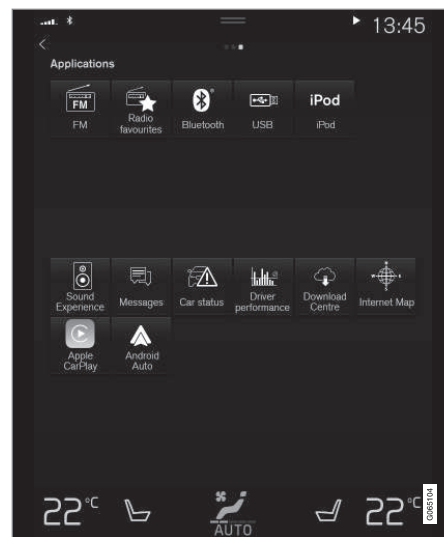 13:45
Applications
FM
FM
Radio
favourites
Bluetooth
USB
iPod
iPod
Sound
Experience
Messages
Car status
Driver
performance
Download
Centre
Internet Map
Apple
CarPlay
Android
Auto
22°C
AUTO
22°C
G065104